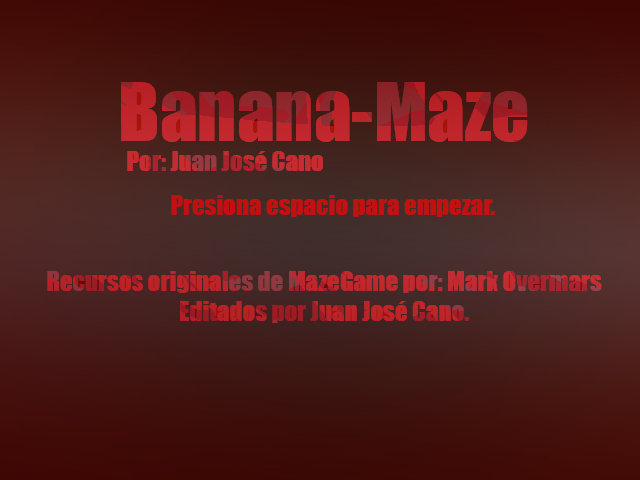 Banana-Maze
Por: Juan José Cano
Presiona espacio para empezar.
Recursos originales de MazeGame por: Mark Overmars
Editados por Juan José Cano.